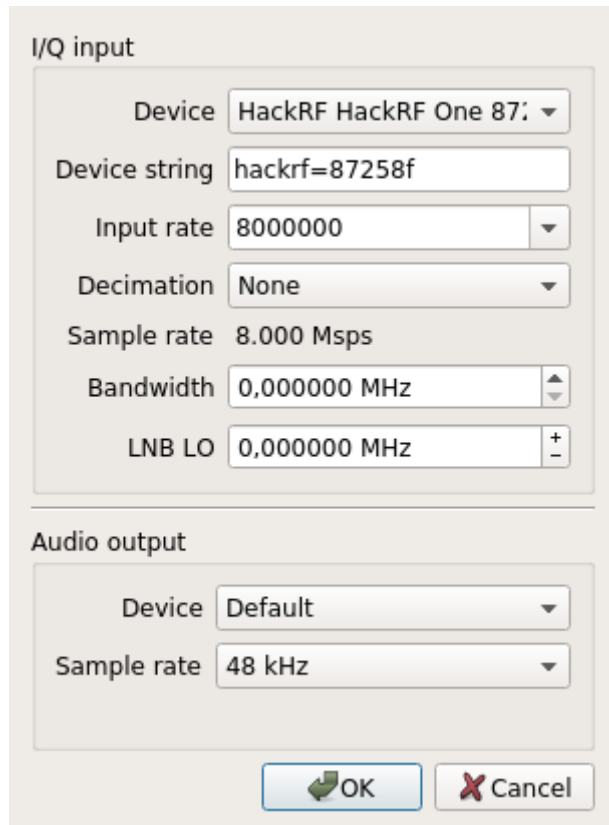 I/Q input
Device HackRF HackRF One 87
Device string hackrf=87258f
Input rate 8000000
Decimation None
Sample rate 8.000 Msps
Bandwidth 0,000000 MHz
LNB LO 0,000000 MHz
Audio output
Device Default
Sample rate 48 kHz
OK Cancel